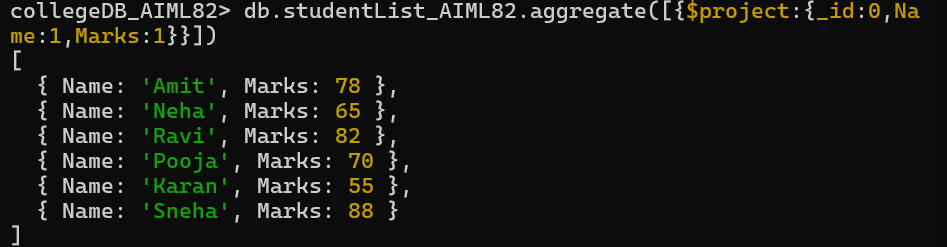 collegeDB_AIML82> db.studentList_AIML82.aggregate([{$project:{_id:0,Na
me:1,Marks:1}}])
[
  { Name: 'Amit', Marks: 78 },
  { Name: 'Neha', Marks: 65 },
  { Name: 'Ravi', Marks: 82 },
  { Name: 'Pooja', Marks: 70 },
  { Name: 'Karan', Marks: 55 },
  { Name: 'Sneha', Marks: 88 }
]